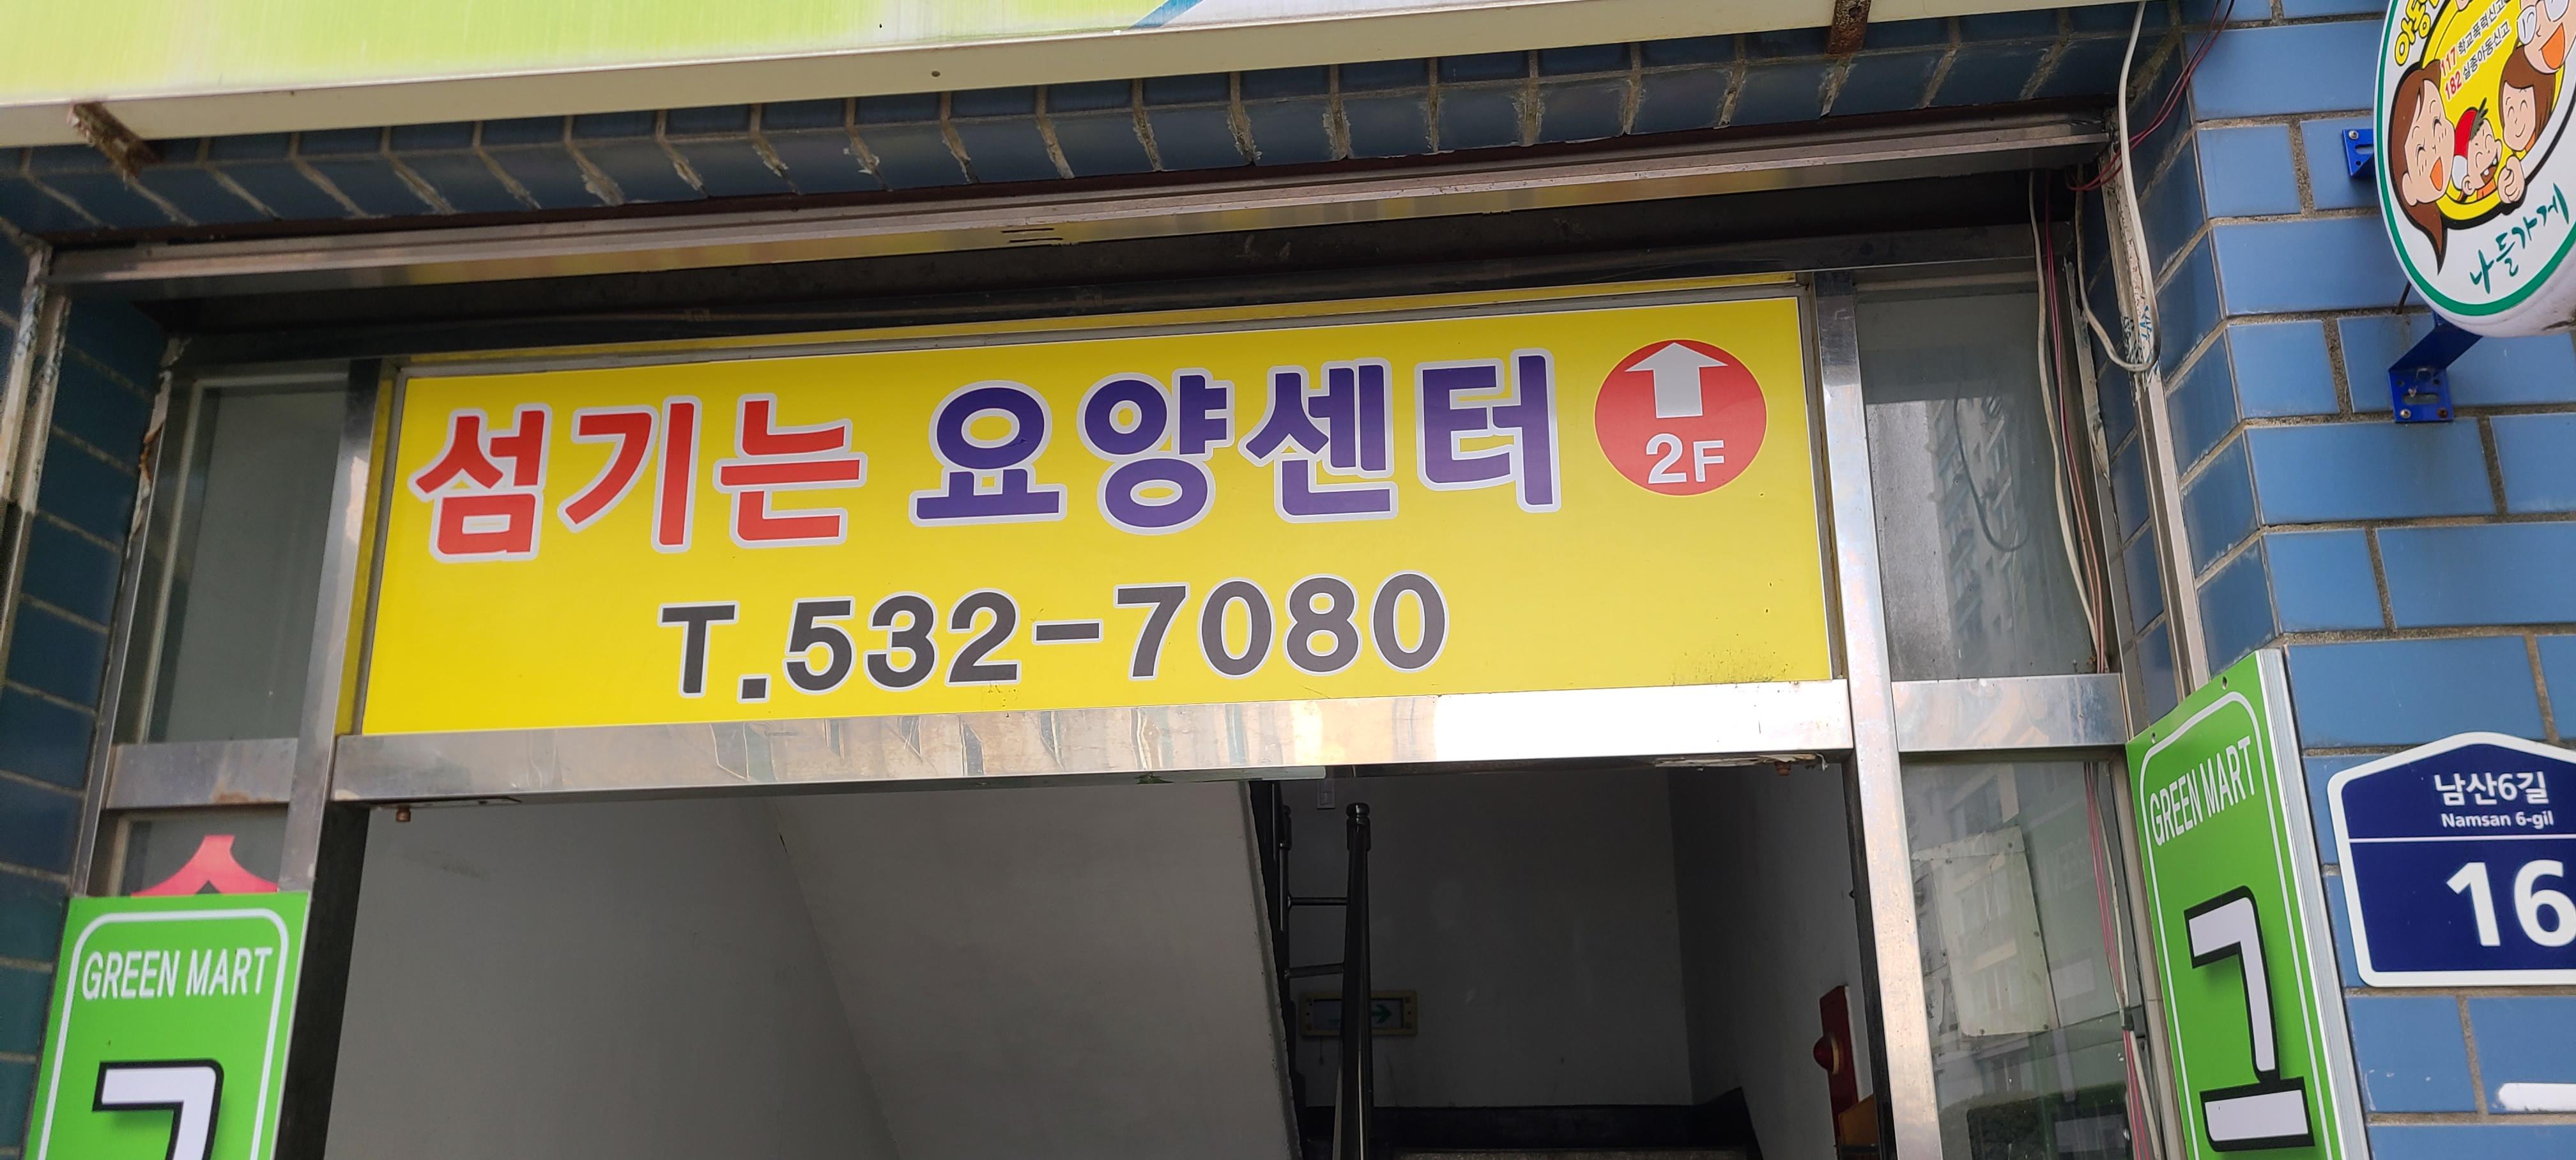 섬기는 요양센터
2F
T.532-7080
117 학교폭력신고
182 실종아동신고
나들가게
GREEN MART
그
GREEN MART
남산6길
Namsan 6-gil
16